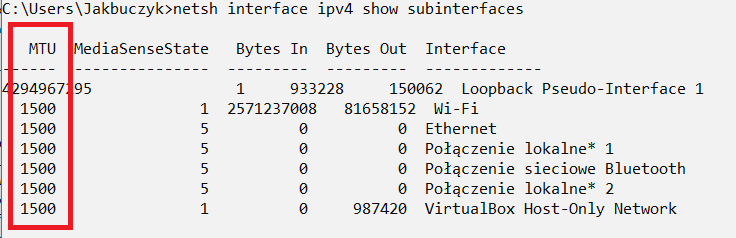 C:\Users\Jakbuczyk>netsh interface ipv4 show subinterfaces
MTU MediaSenseState Bytes In Bytes Out Interface
------ --------------- --------- --------- -------------
4294967295 1 933228 150062 Loopback Pseudo-Interface 1
1500 1 2571237008 81658152 Wi-Fi
1500 5 0 0 Ethernet
1500 5 0 0 Połączenie lokalne* 1
1500 5 0 0 Połączenie sieciowe Bluetooth
1500 5 0 0 Połączenie lokalne* 2
1500 1 0 987420 VirtualBox Host-Only Network